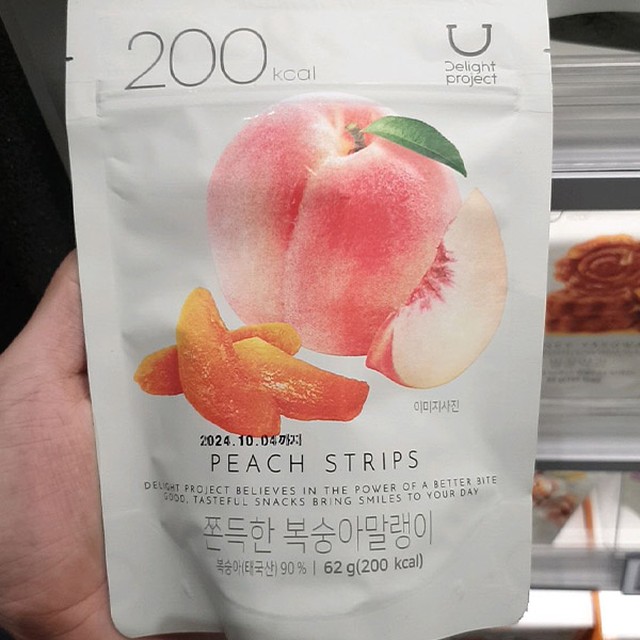 200 kcal
Delight
project
이미지사진
2024.10.04까지
PEACH STRIPS
DELIGHT PROJECT BELIEVES IN THE POWER OF A BETTER BITE
GOOD, TASTEFUL SNACKS BRING SMILES TO YOUR DAY
쫀득한 복숭아말랭이
복숭아(태국산) 90 % | 62 g(200 kcal)